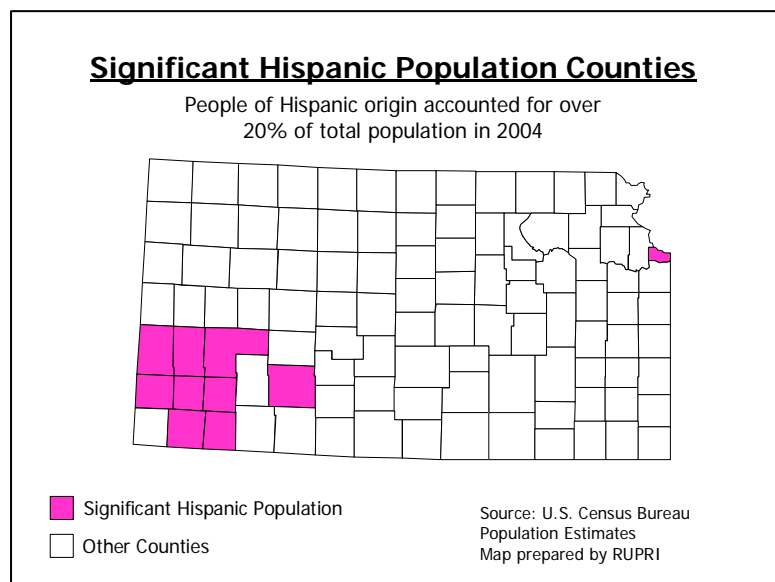 Significant Hispanic Population Counties
People of Hispanic origin accounted for over
20% of total population in 2004
Significant Hispanic Population
Other Counties
Source: U.S. Census Bureau
Population Estimates
Map prepared by RUPRI